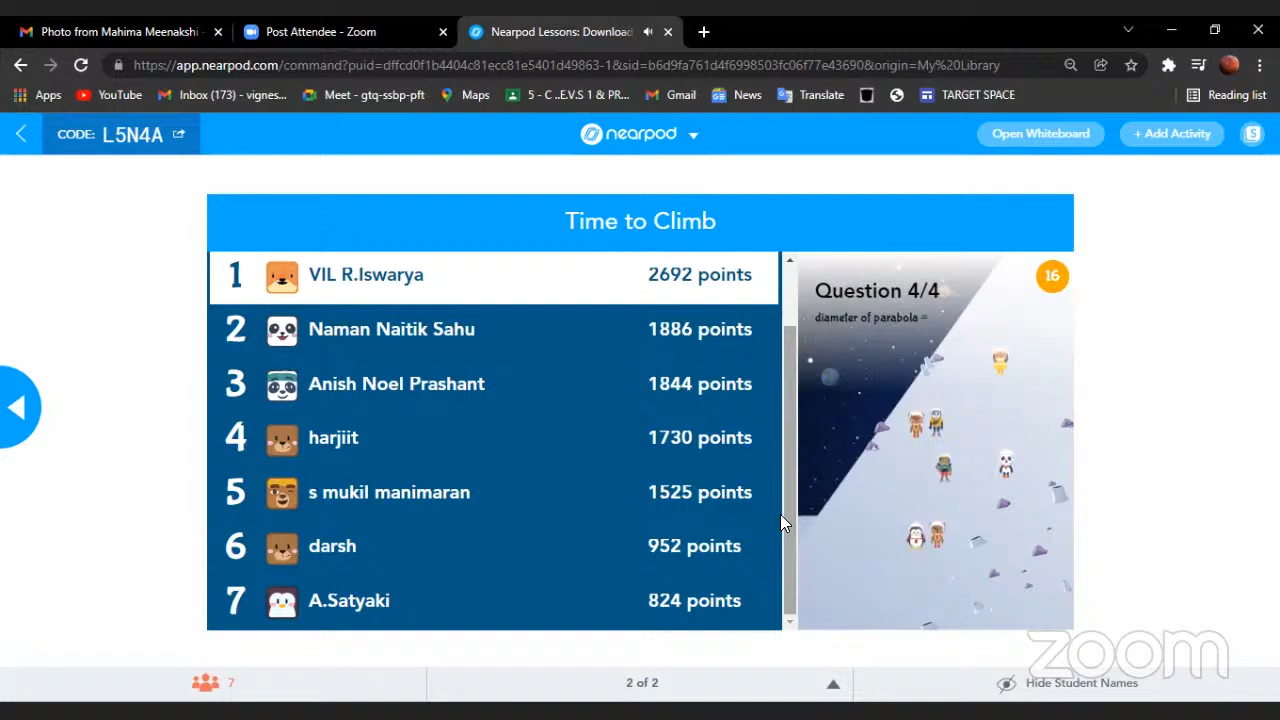 Photo from Mahima Meenakshi -
Post Attendee - Zoom
Nearpod Lessons: Download
https://app.nearpod.com/command?puid=dffcd0f1b4404c81ecc81e5401d49863-1&sid=b6d9fa761d4f6998503fc06f77e43690&origin=My%20Library
Apps
YouTube
Inbox (173) - vignes...
Meet - gtq-ssbp-pft
Maps
5 - C ..E.V.S 1 & PR...
Gmail
News
Translate
TARGET SPACE
Reading list
CODE: L5N4A
nearpod
Open Whiteboard
+ Add Activity
S
Time to Climb
1 VIL R.Iswarya 2692 points
2 Naman Naitik Sahu 1886 points
3 Anish Noel Prashant 1844 points
4 harjiit 1730 points
5 s mukil manimaran 1525 points
6 darsh 952 points
7 A.Satyaki 824 points
Question 4/4
16
diameter of parabola =
zoom
7
2 of 2
Hide Student Names